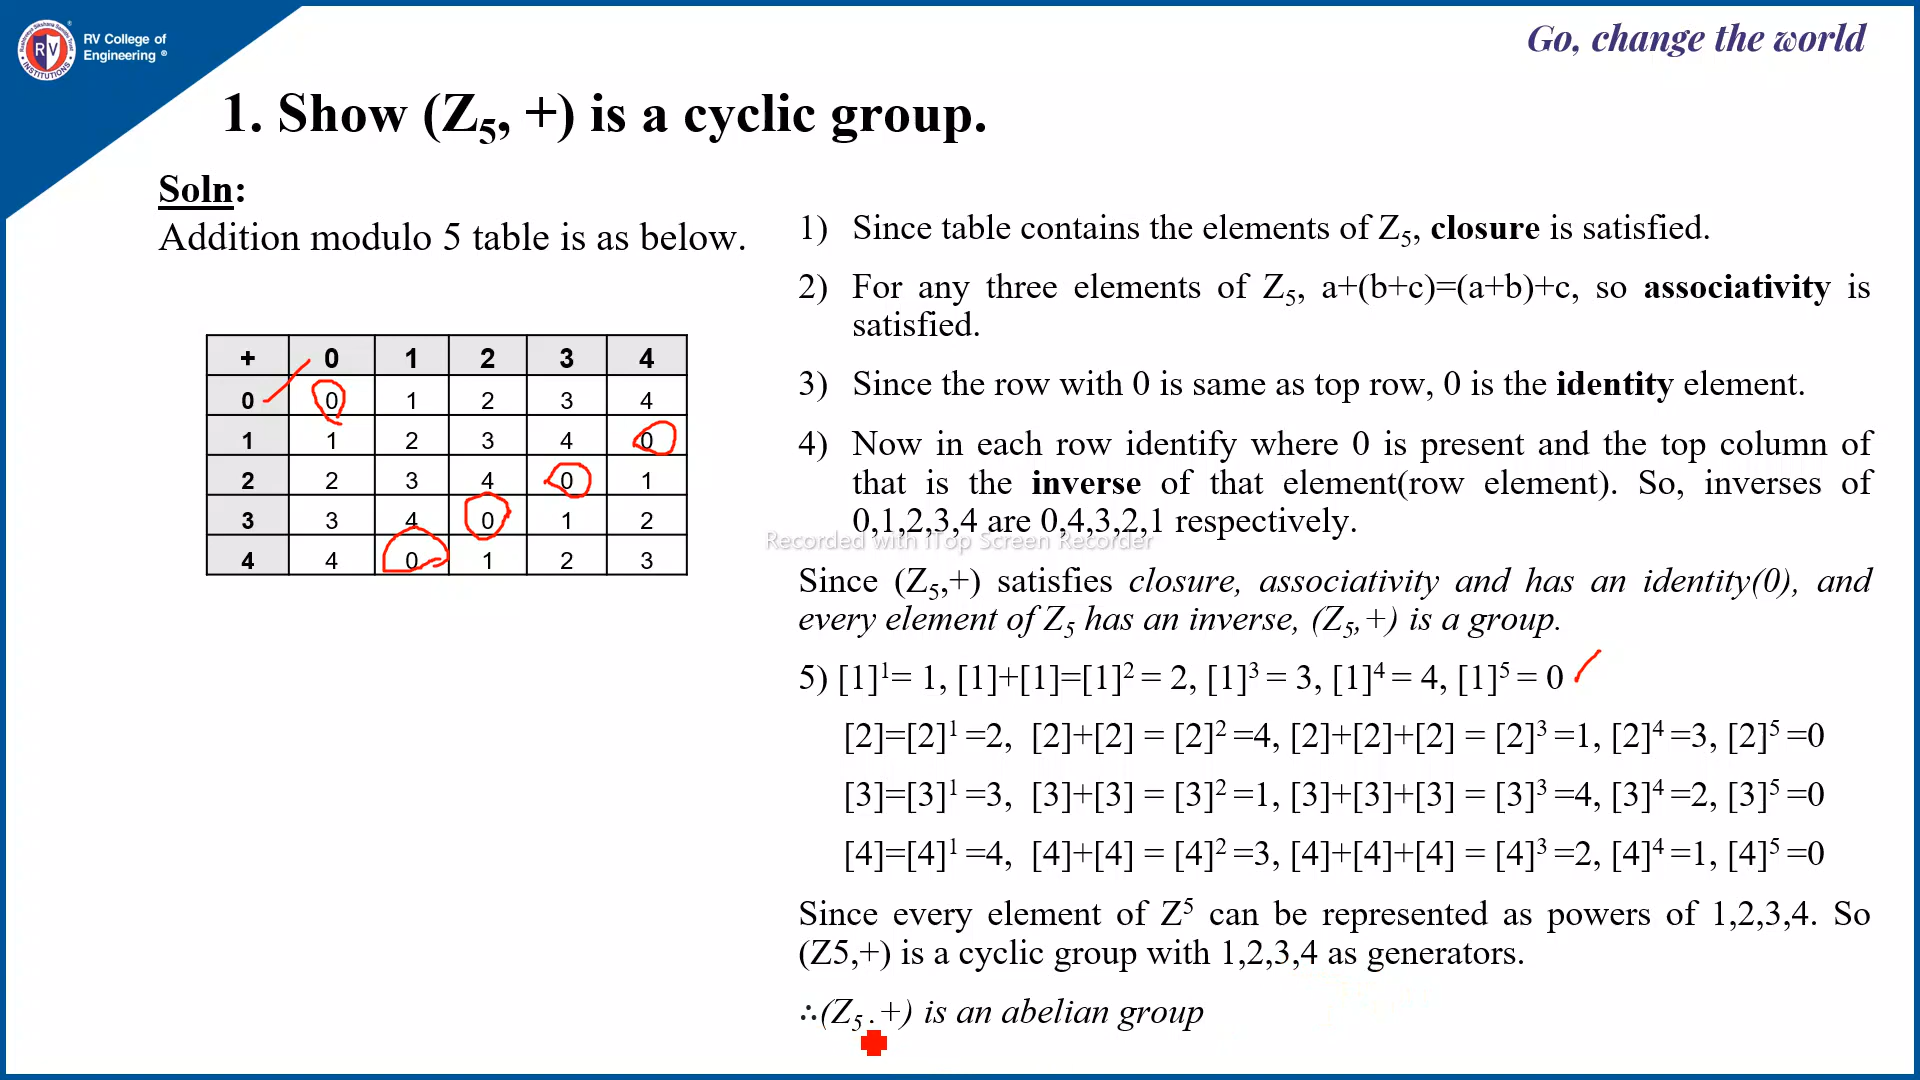 RV College of
Engineering ®
RV
INSTITUTIONS
Go, change the world
1. Show (Z₅, +) is a cyclic group.
Soln:
Addition modulo 5 table is as below.
+ 0 1 2 3 4
0 0 1 2 3 4
1 1 2 3 4 0
2 2 3 4 0 1
3 3 4 0 1 2
4 4 0 1 2 3
1) Since table contains the elements of Z₅, closure is satisfied.
2) For any three elements of Z₅, a+(b+c)=(a+b)+c, so associativity is
satisfied.
3) Since the row with 0 is same as top row, 0 is the identity element.
4) Now in each row identify where 0 is present and the top column of
that is the inverse of that element(row element). So, inverses of
0,1,2,3,4 are 0,4,3,2,1 respectively.
Recorded with iTop Screen Recorder
Since (Z₅,+) satisfies closure, associativity and has an identity(0), and
every element of Z₅ has an inverse, (Z₅,+) is a group.
5) [1]¹= 1, [1]+[1]=[1]² = 2, [1]³ = 3, [1]⁴ = 4, [1]⁵ = 0
[2]=[2]¹ =2, [2]+[2] = [2]² =4, [2]+[2]+[2] = [2]³ =1, [2]⁴ =3, [2]⁵ =0
[3]=[3]¹ =3, [3]+[3] = [3]² =1, [3]+[3]+[3] = [3]³ =4, [3]⁴ =2, [3]⁵ =0
[4]=[4]¹ =4, [4]+[4] = [4]² =3, [4]+[4]+[4] = [4]³ =2, [4]⁴ =1, [4]⁵ =0
Since every element of Z⁵ can be represented as powers of 1,2,3,4. So
(Z5,+) is a cyclic group with 1,2,3,4 as generators.
∴(Z₅.+) is an abelian group